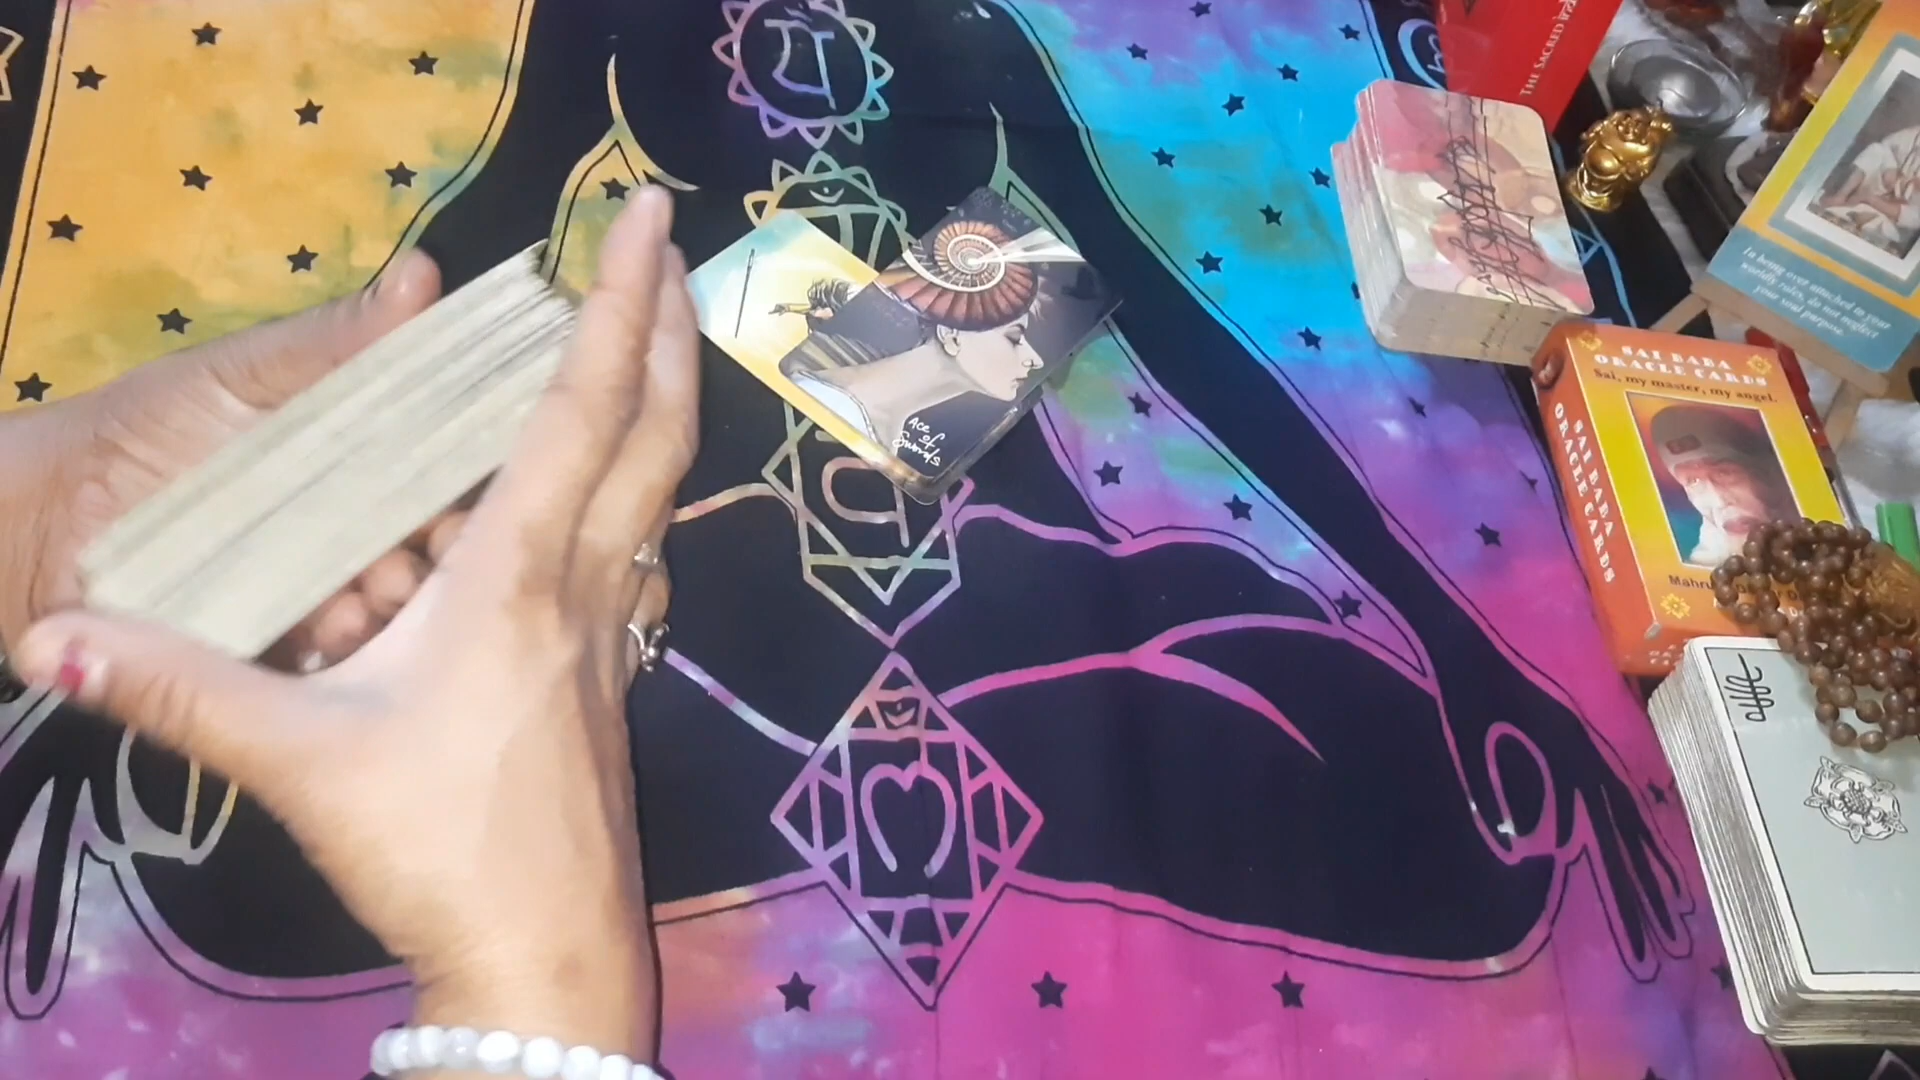 THE SACRED
1a being over attached to your
worldly roles, do not neglect
your soul purpose.
SAI BABA
ORACLE CARDS
Sai, my master, my angel.
SAI BABA
ORACLE CARDS
Ace
of
Swords